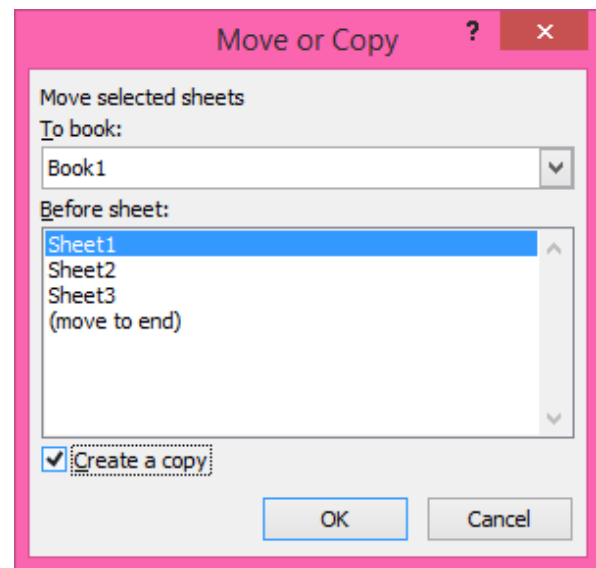 Move or Copy ? ×
Move selected sheets
To book:
Book1
Before sheet:
Sheet1
Sheet2
Sheet3
(move to end)
Create a copy
OK Cancel